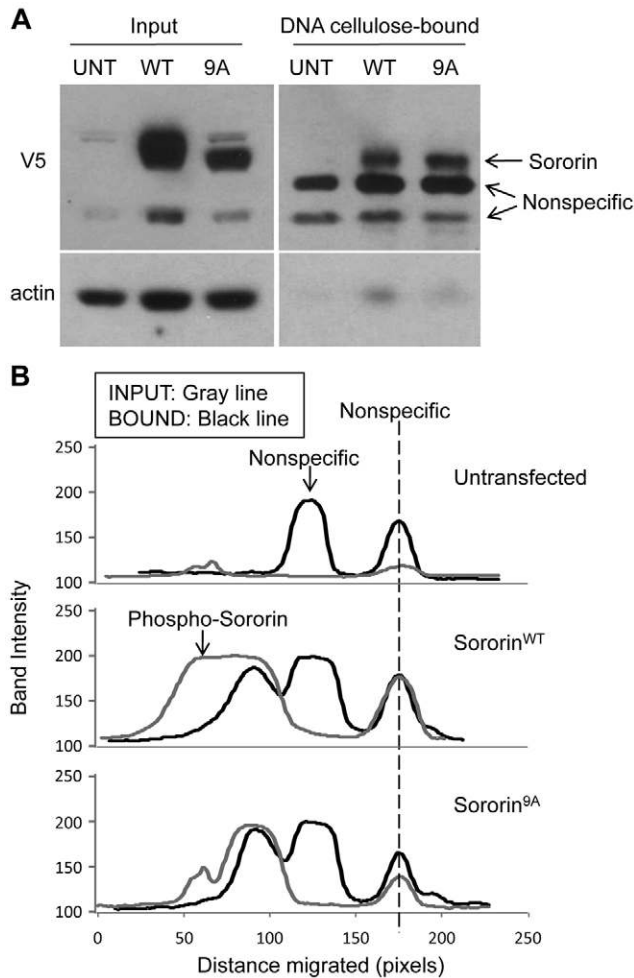 A
Input
DNA cellulose-bound
UNT WT 9A
UNT WT 9A
V5
Sororin
Nonspecific
actin
B
INPUT: Gray line
BOUND: Black line
Nonspecific
250
Nonspecific
Untransfected
200
150
100
250
Phospho-Sororin
SororinWT
200
150
100
250
Sororin9A
200
150
100
0 50 100 150 200 250
Band Intensity
Distance migrated (pixels)